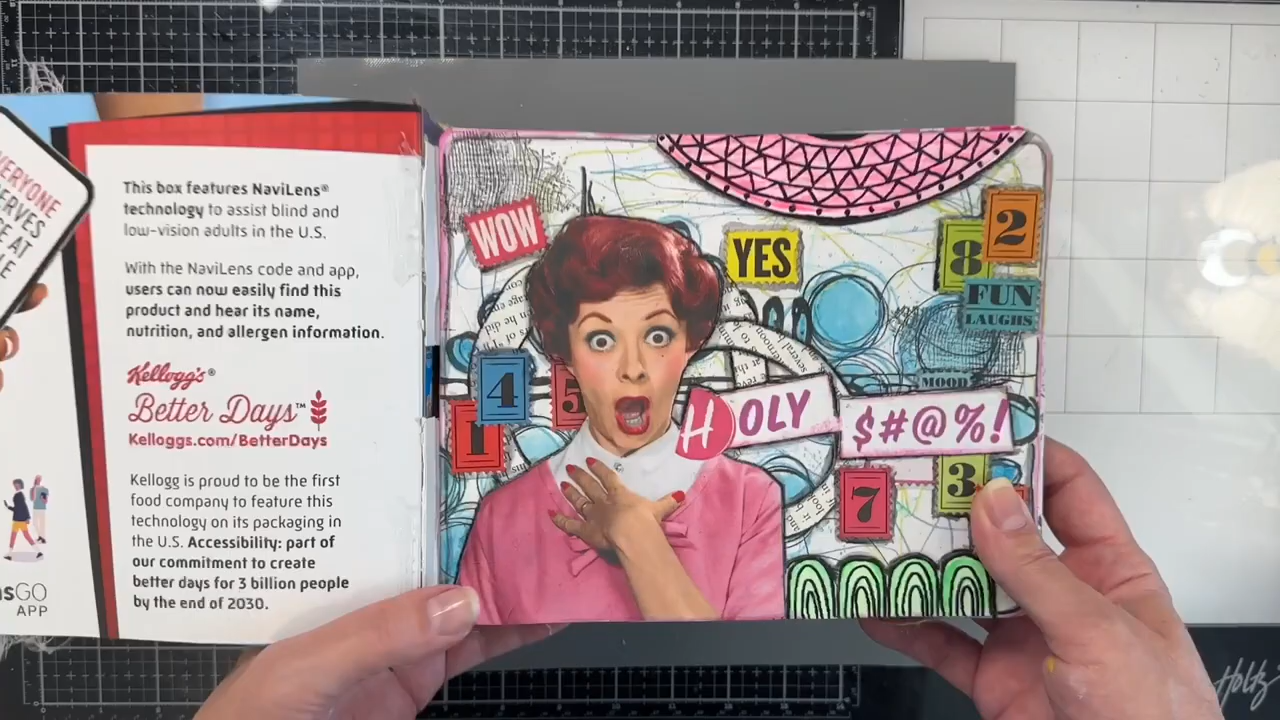 EVERYONE
This box features NaviLens®
technology to assist blind and
low-vision adults in the U.S.
With the NaviLens code and app,
users can now easily find this
product and hear its name,
nutrition, and allergen information.
Kellogg's®
Better Days™
Kelloggs.com/BetterDays
Kellogg is proud to be the first
food company to feature this
technology on its packaging in
the U.S. Accessibility: part of
our commitment to create
better days for 3 billion people
by the end of 2030.
GO
APP
WOW
YES
2
8
FUN
LAUGHS
MOOD
4
5
1
HOLY $#@%!
7
3
Holtz